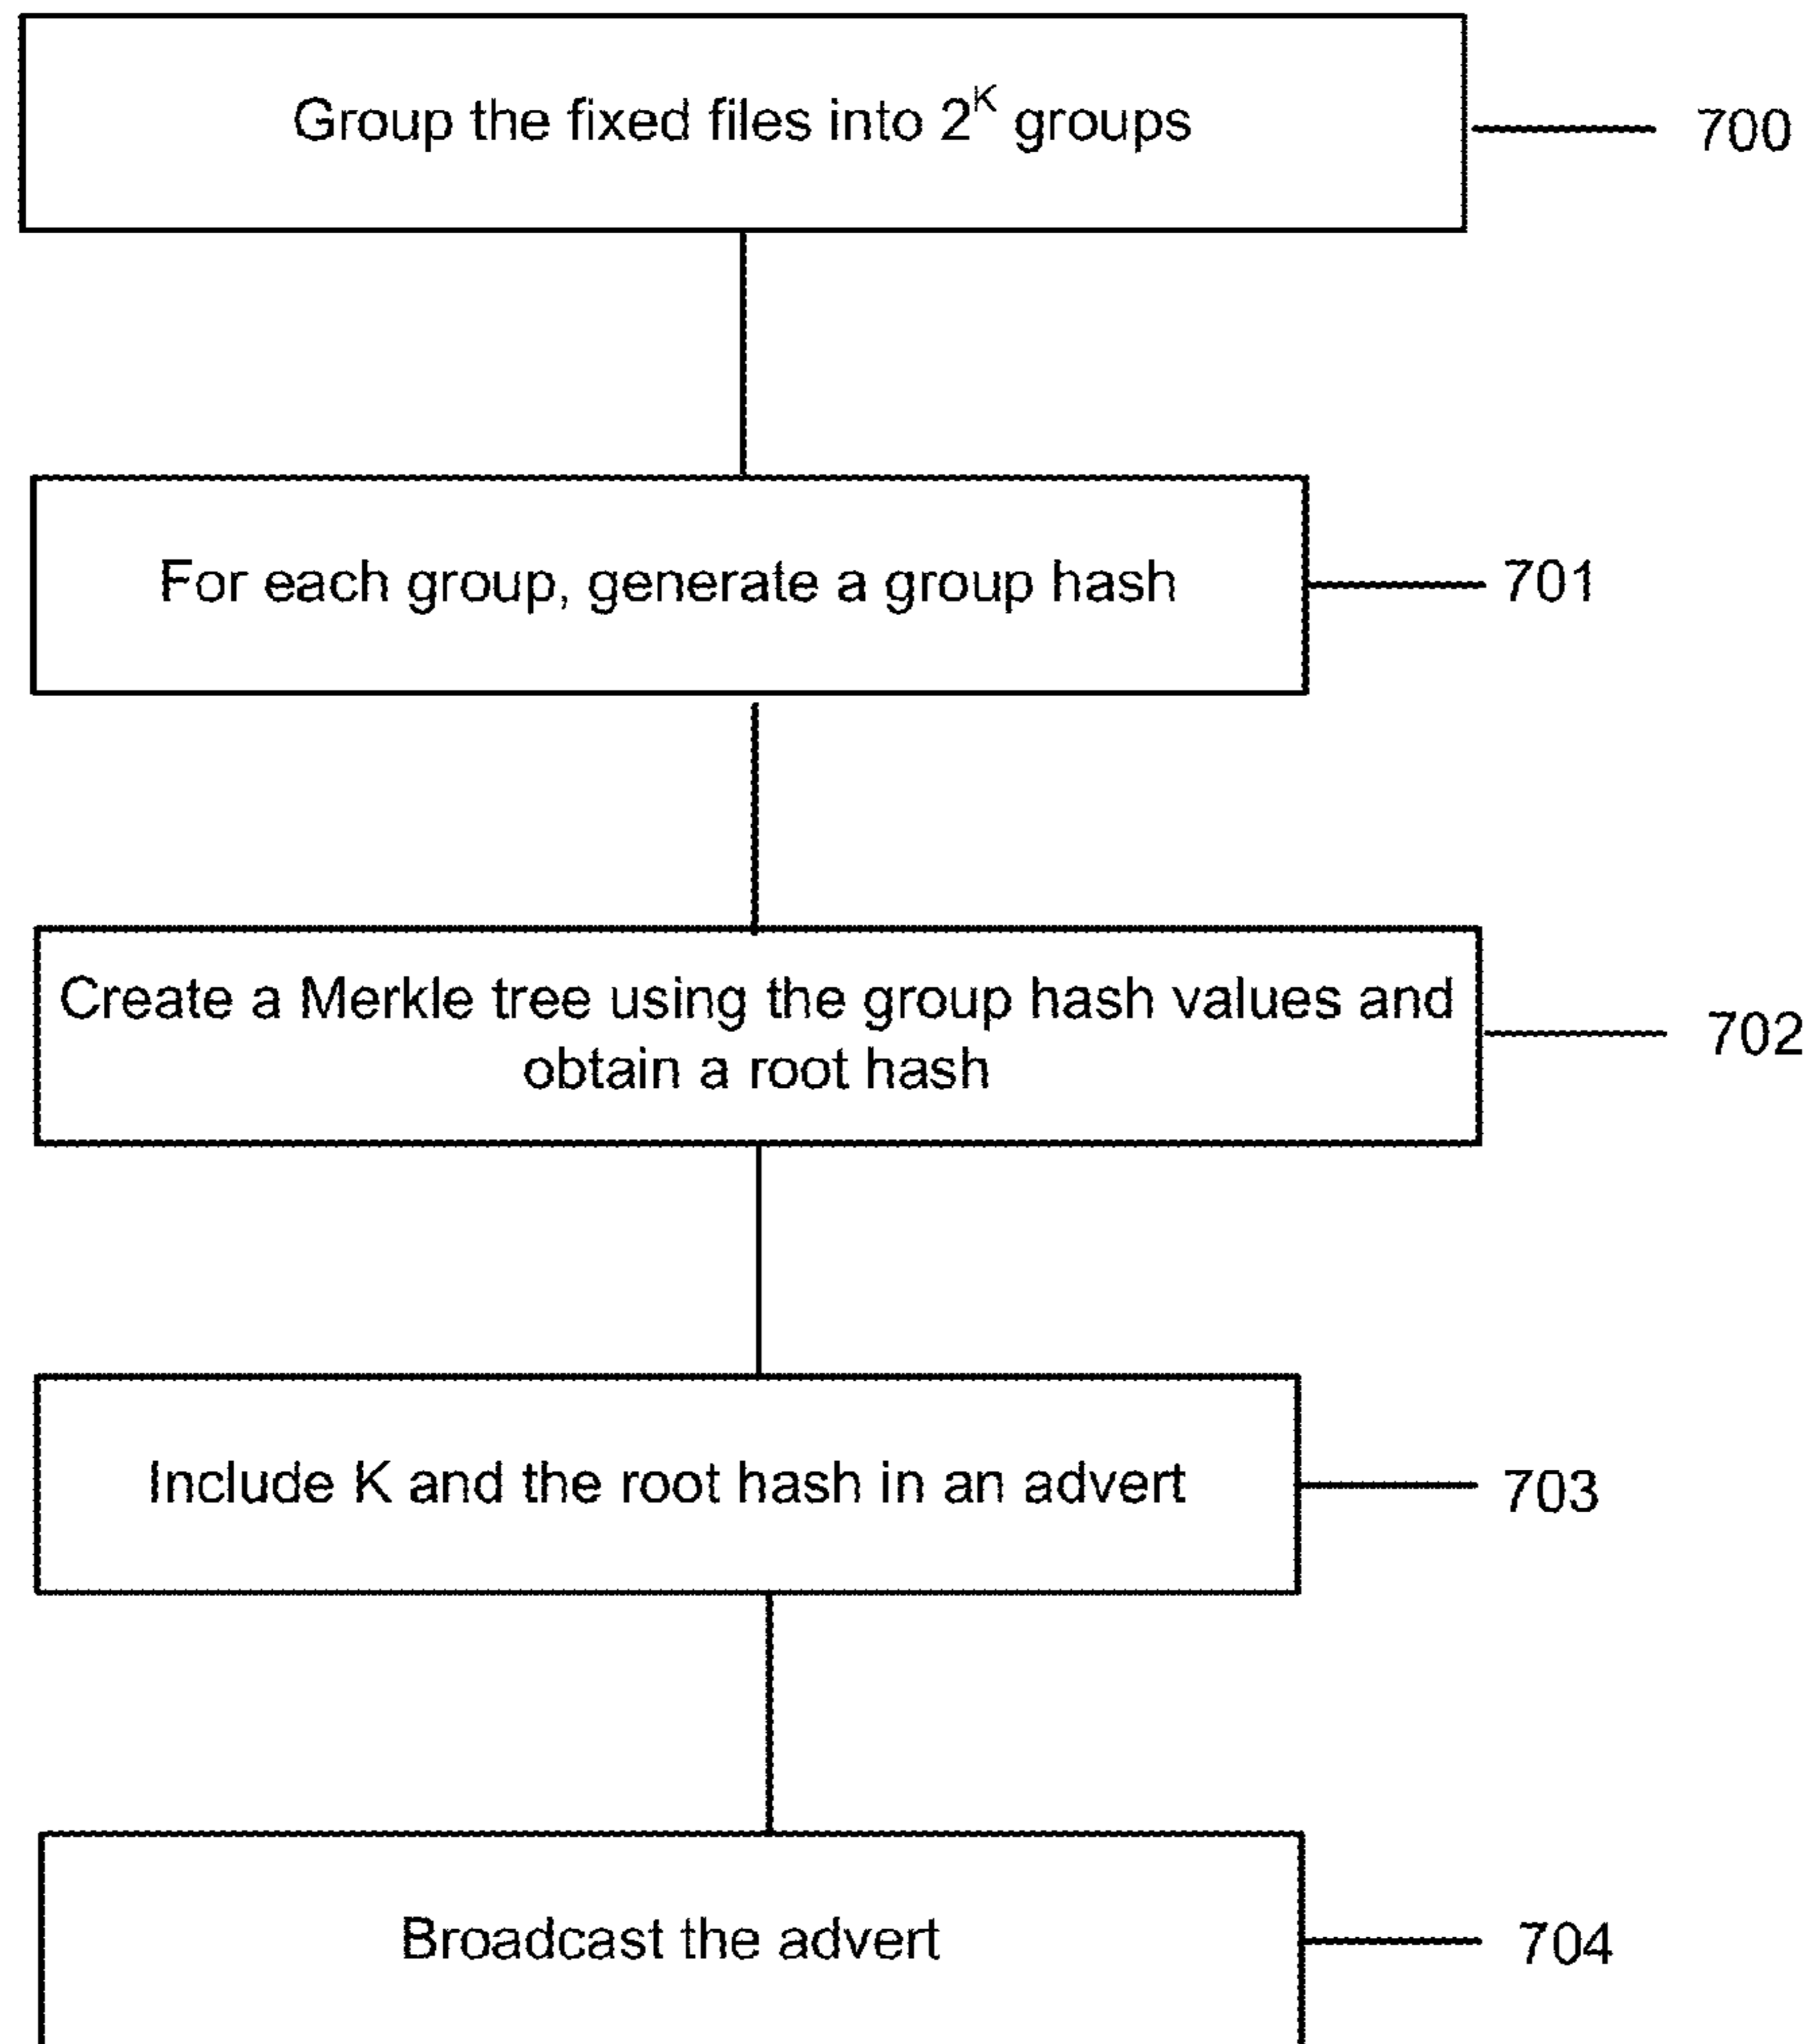 Group the fixed files into 2^K groups
700
For each group, generate a group hash
701
Create a Merkle tree using the group hash values and
obtain a root hash
702
Include K and the root hash in an advert
703
Broadcast the advert
704